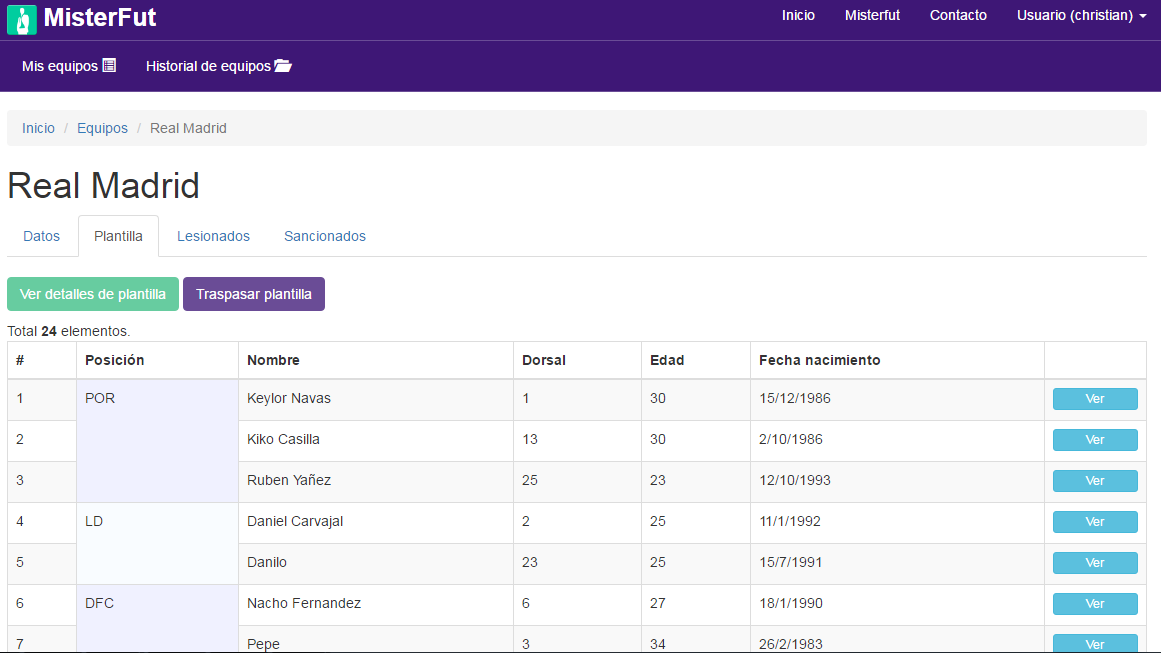 MisterFut
Inicio Misterfut Contacto Usuario (christian)
Mis equipos Historial de equipos
Inicio / Equipos / Real Madrid
Real Madrid
Datos Plantilla Lesionados Sancionados
Ver detalles de plantilla Traspasar plantilla
Total 24 elementos.
# Posición Nombre Dorsal Edad Fecha nacimiento
1 POR Keylor Navas 1 30 15/12/1986 Ver
2 Kiko Casilla 13 30 2/10/1986 Ver
3 Ruben Yañez 25 23 12/10/1993 Ver
4 LD Daniel Carvajal 2 25 11/1/1992 Ver
5 Danilo 23 25 15/7/1991 Ver
6 DFC Nacho Fernandez 6 27 18/1/1990 Ver
7 Pepe 3 34 26/2/1983 Ver